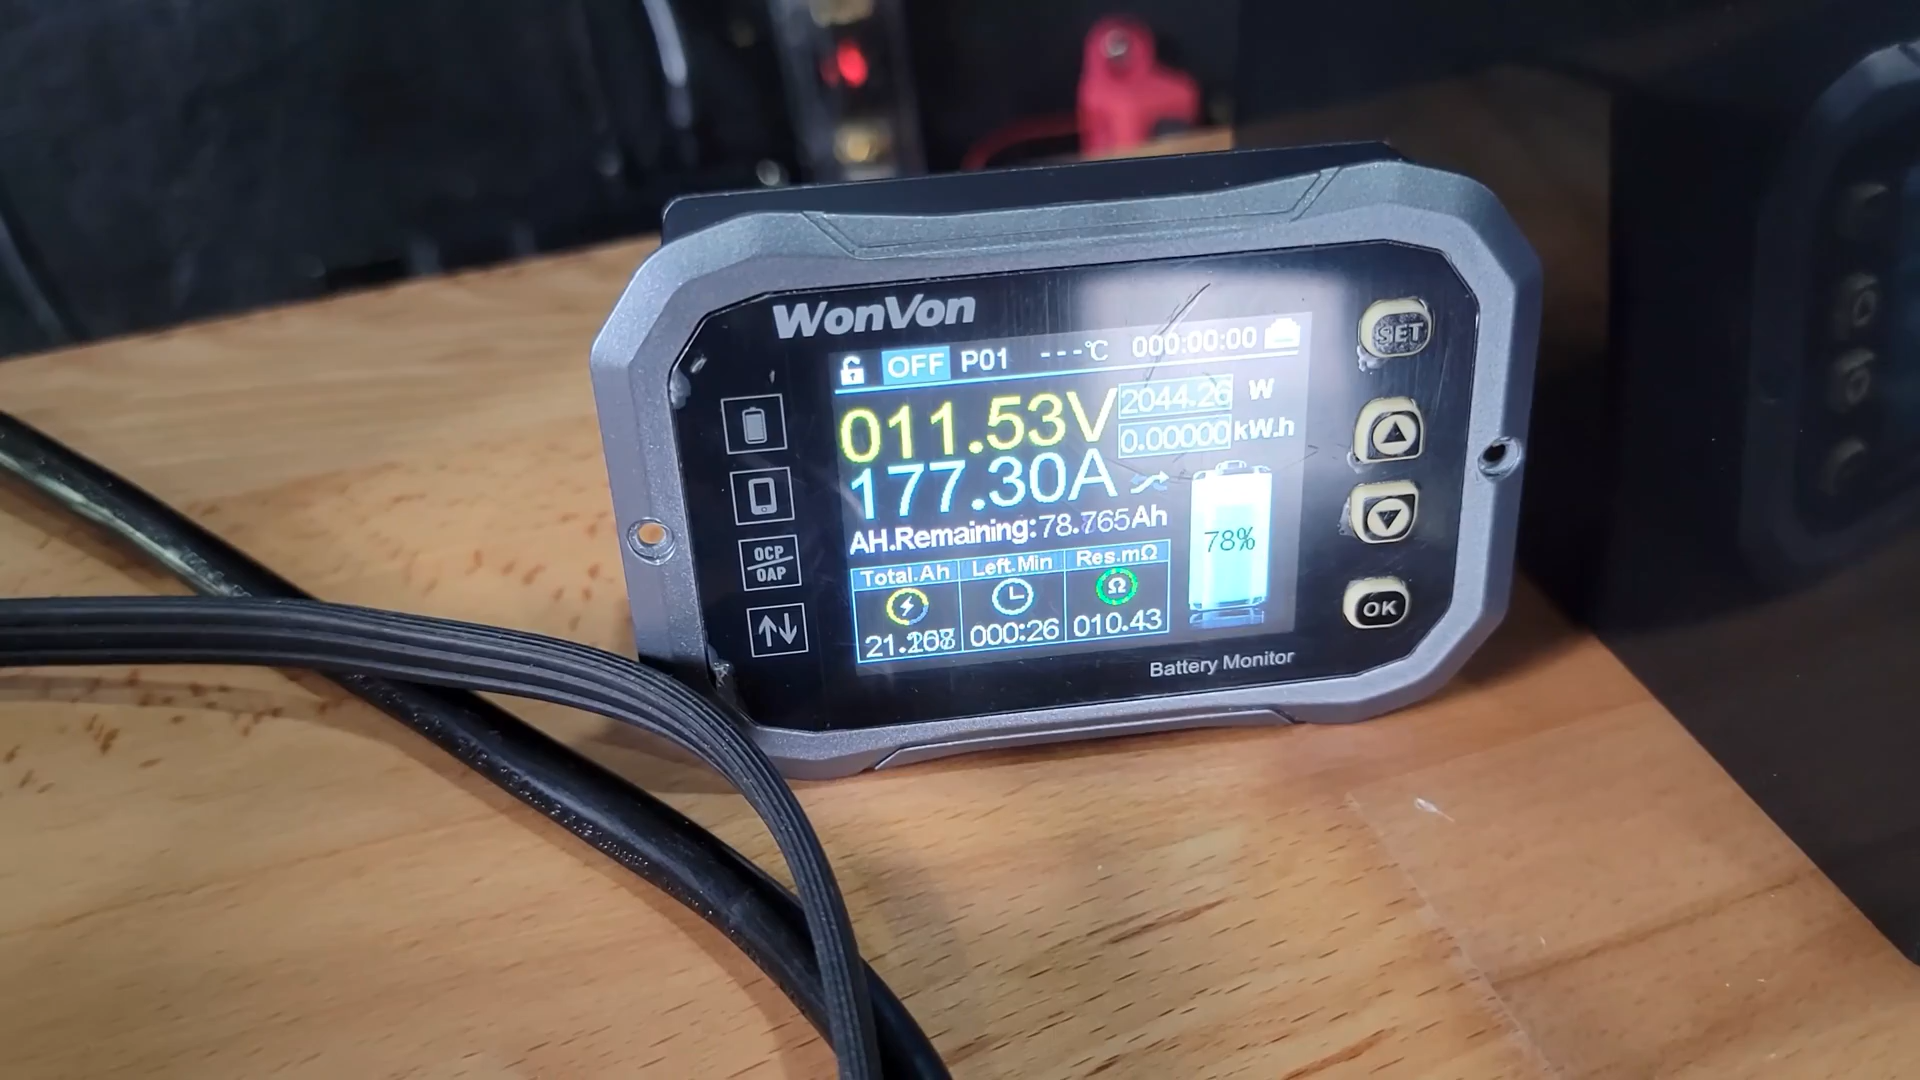 WonVon
OFF P01 ---℃ 000:00:00
SET
011.53V 2044.26 W
0.00000 kW.h
177.30A
AH.Remaining:78.765Ah
78%
OCP/OAP
Total.Ah Left.Min Res.mΩ
Ω
000:26 010.43
OK
Battery Monitor